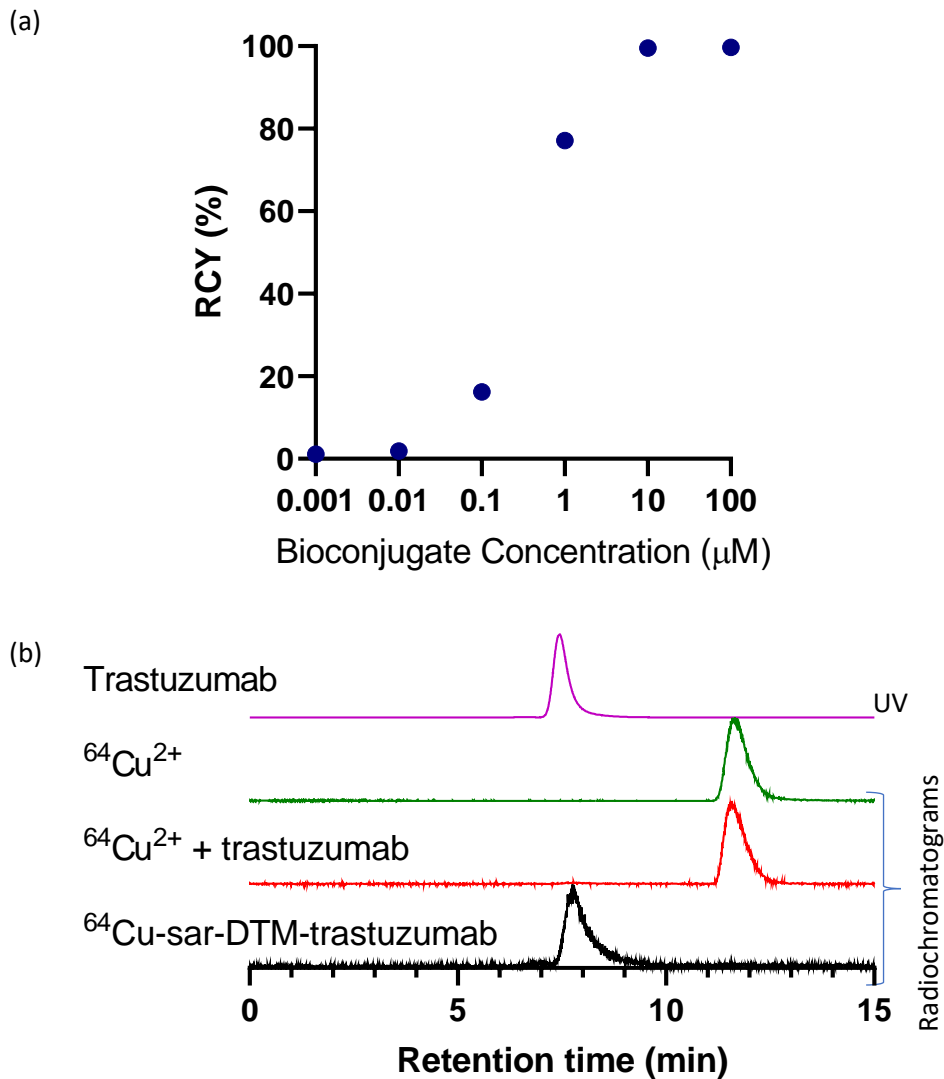 (a)
100
80
60
40
20
0
RCY (%)
0.001 0.01 0.1 1 10 100
Bioconjugate Concentration (μM)
(b)
Trastuzumab
UV
⁶⁴Cu²⁺
⁶⁴Cu²⁺ + trastuzumab
⁶⁴Cu-sar-DTM-trastuzumab
Radiochromatograms
0 5 10 15
Retention time (min)